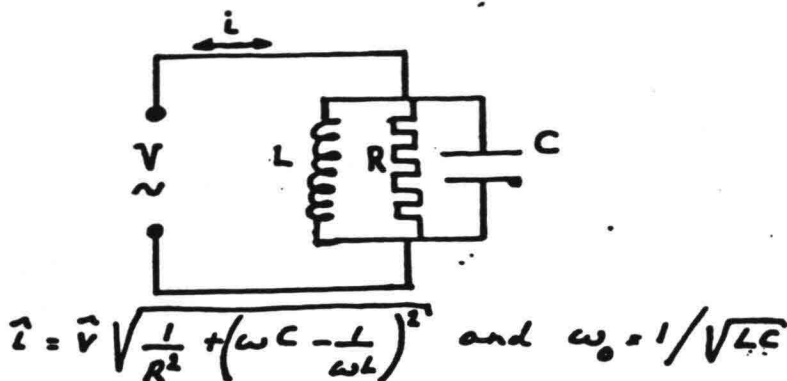 i
V
~
L
R
C
î = v̂ √(1/R² + (ωC - 1/ωL)²) and ω₀ = 1/√LC